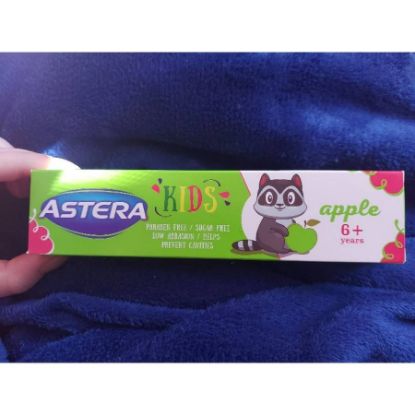 ASTERA
KIDS
PARABEN FREE / SUGAR FREE
LOW ABRASION / HELPS
PREVENT CAVITIES
apple
6+
years